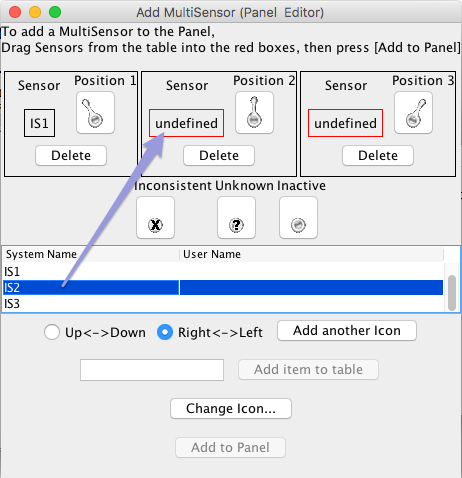 Add MultiSensor (Panel Editor)
To add a MultiSensor to the Panel,
Drag Sensors from the table into the red boxes, then press [Add to Panel]
Sensor Position 1 Sensor Position 2 Sensor Position 3
IS1 undefined undefined
Delete Delete Delete
Inconsistent Unknown Inactive
X ?
System Name User Name
IS1
IS2
IS3
Up<->Down Right<->Left Add another Icon
Add item to table
Change Icon...
Add to Panel